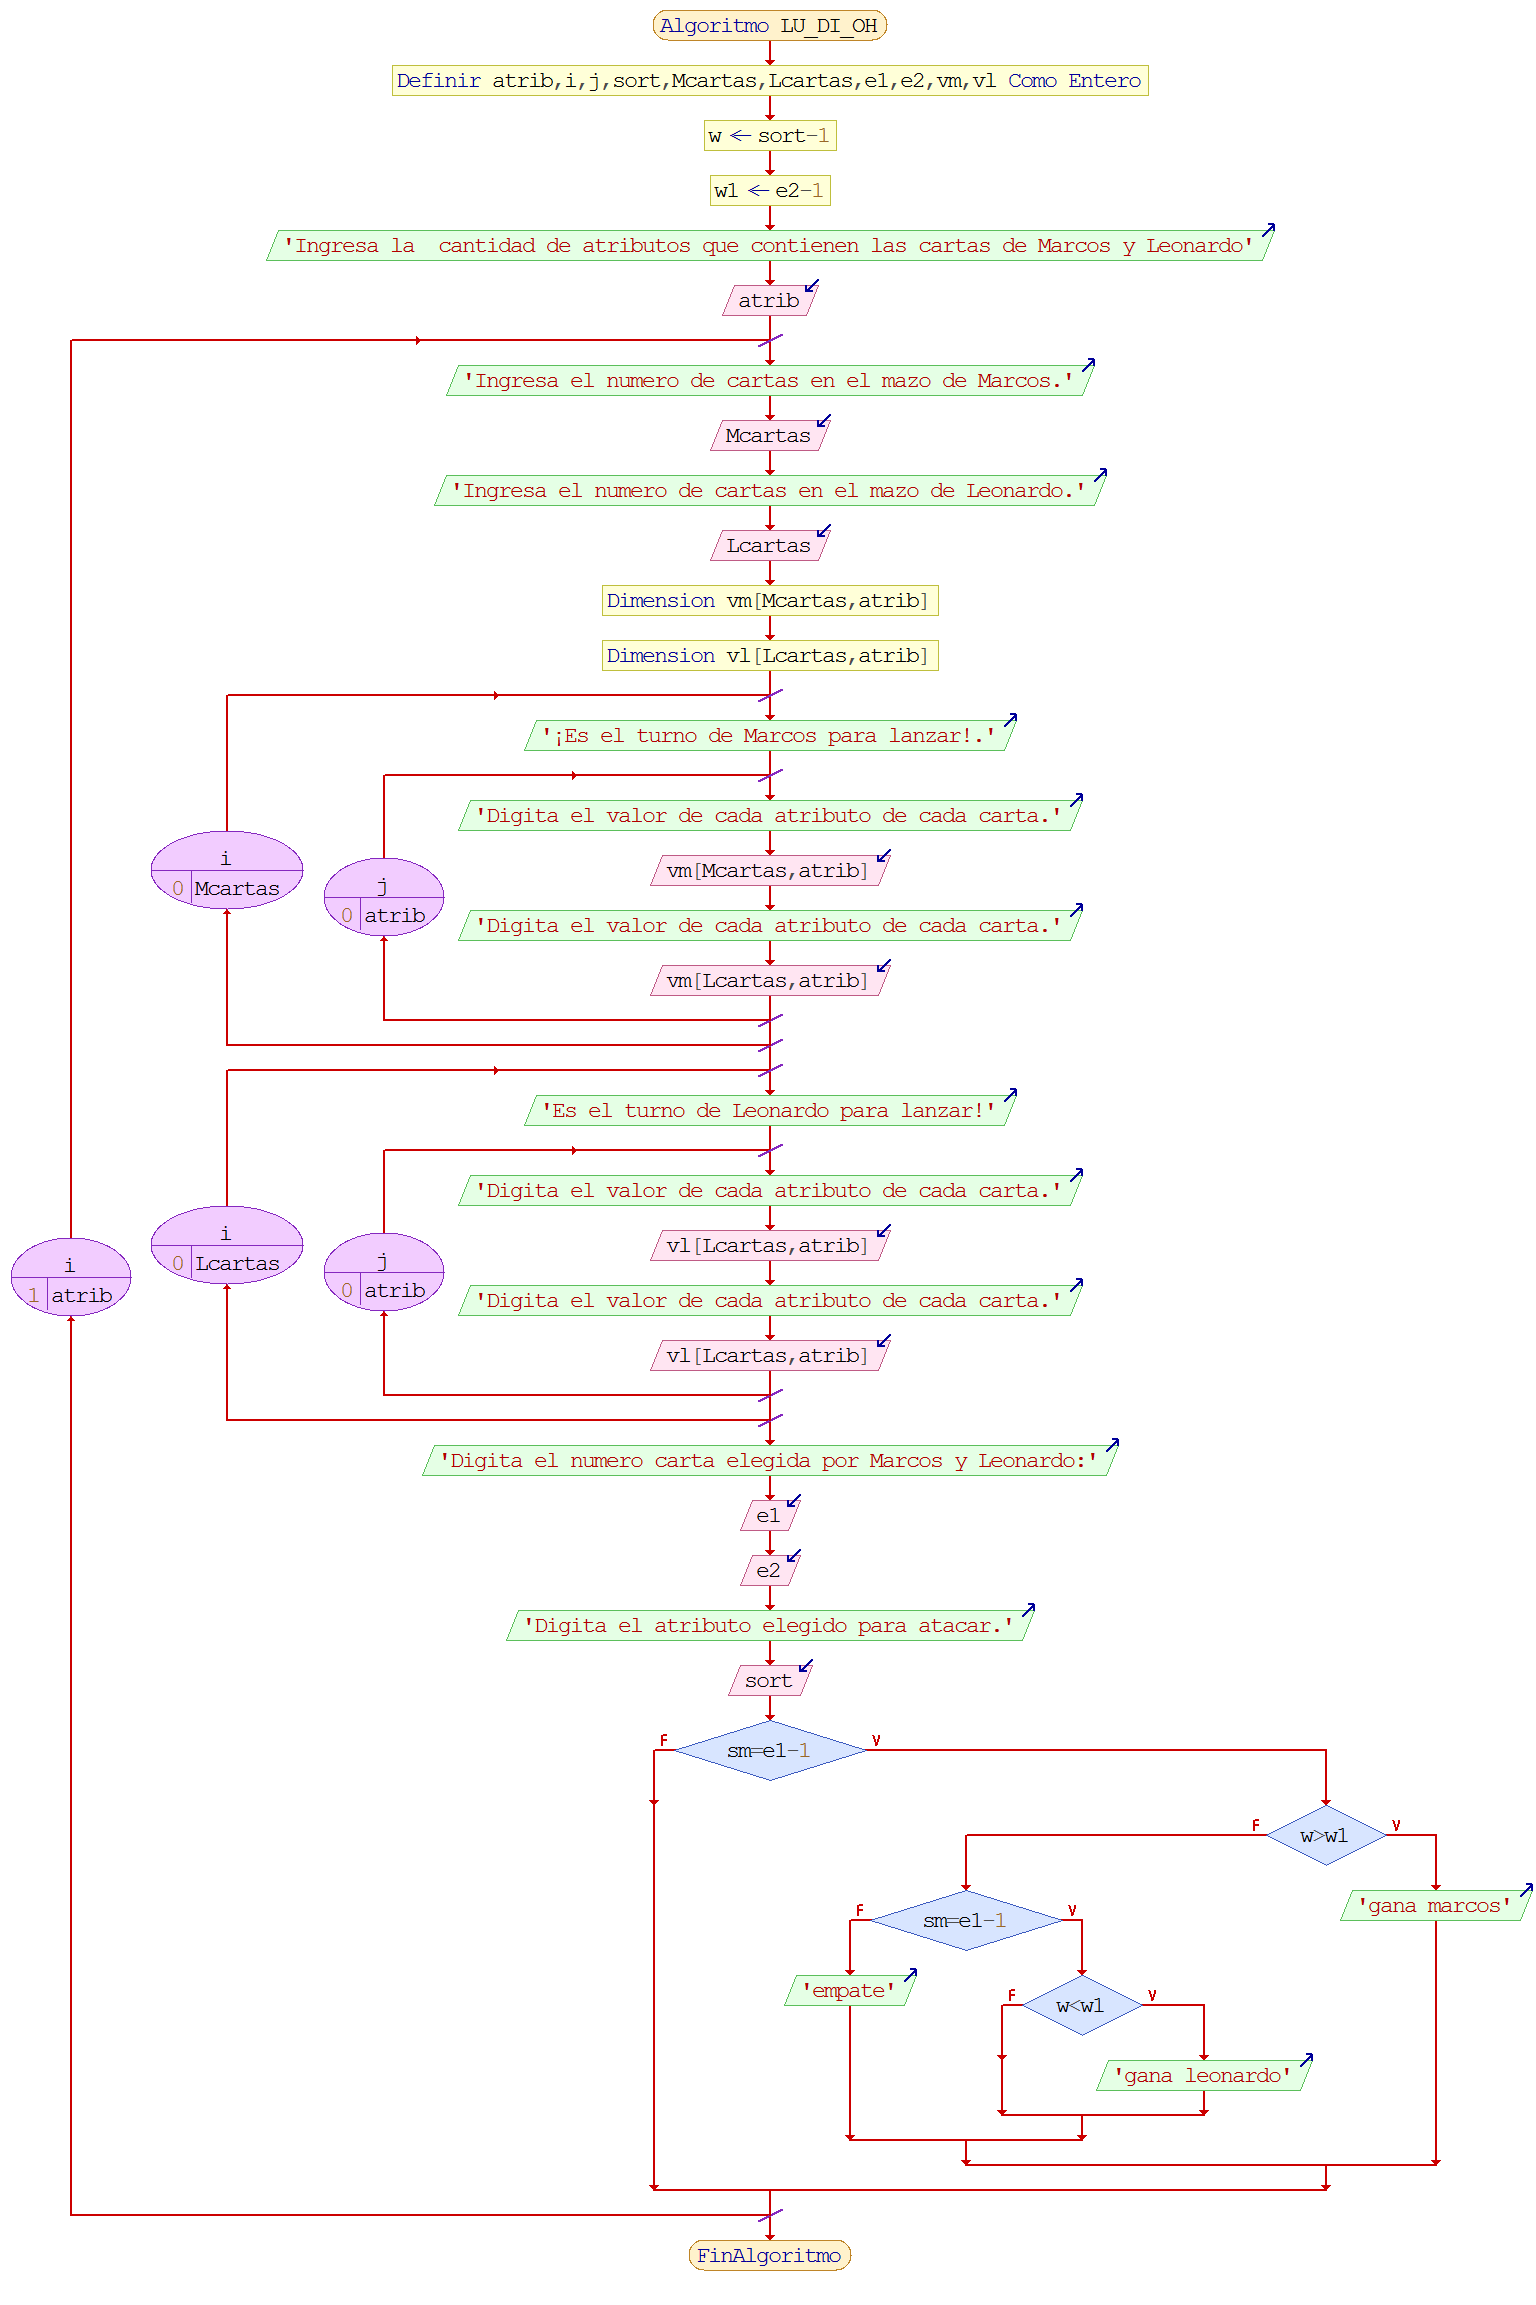 Algoritmo LU_DI_OH
Definir atrib,i,j,sort,Mcartas,Lcartas,e1,e2,vm,vl Como Entero
w ← sort-1
w1 ← e2-1
'Ingresa la  cantidad de atributos que contienen las cartas de Marcos y Leonardo'
atrib
'Ingresa el numero de cartas en el mazo de Marcos.'
Mcartas
'Ingresa el numero de cartas en el mazo de Leonardo.'
Lcartas
Dimension vm[Mcartas,atrib]
Dimension vl[Lcartas,atrib]
'¡Es el turno de Marcos para lanzar!.'
i
0 Mcartas
j
0 atrib
'Digita el valor de cada atributo de cada carta.'
vm[Mcartas,atrib]
'Digita el valor de cada atributo de cada carta.'
vm[Lcartas,atrib]
'Es el turno de Leonardo para lanzar!'
i
1 atrib
i
0 Lcartas
j
0 atrib
'Digita el valor de cada atributo de cada carta.'
vl[Lcartas,atrib]
'Digita el valor de cada atributo de cada carta.'
vl[Lcartas,atrib]
'Digita el numero carta elegida por Marcos y Leonardo:'
e1
e2
'Digita el atributo elegido para atacar.'
sort
F sm=e1-1 V
F w>w1 V
'gana marcos'
F sm=e1-1 V
'empate'
F w<w1 V
'gana leonardo'
FinAlgoritmo